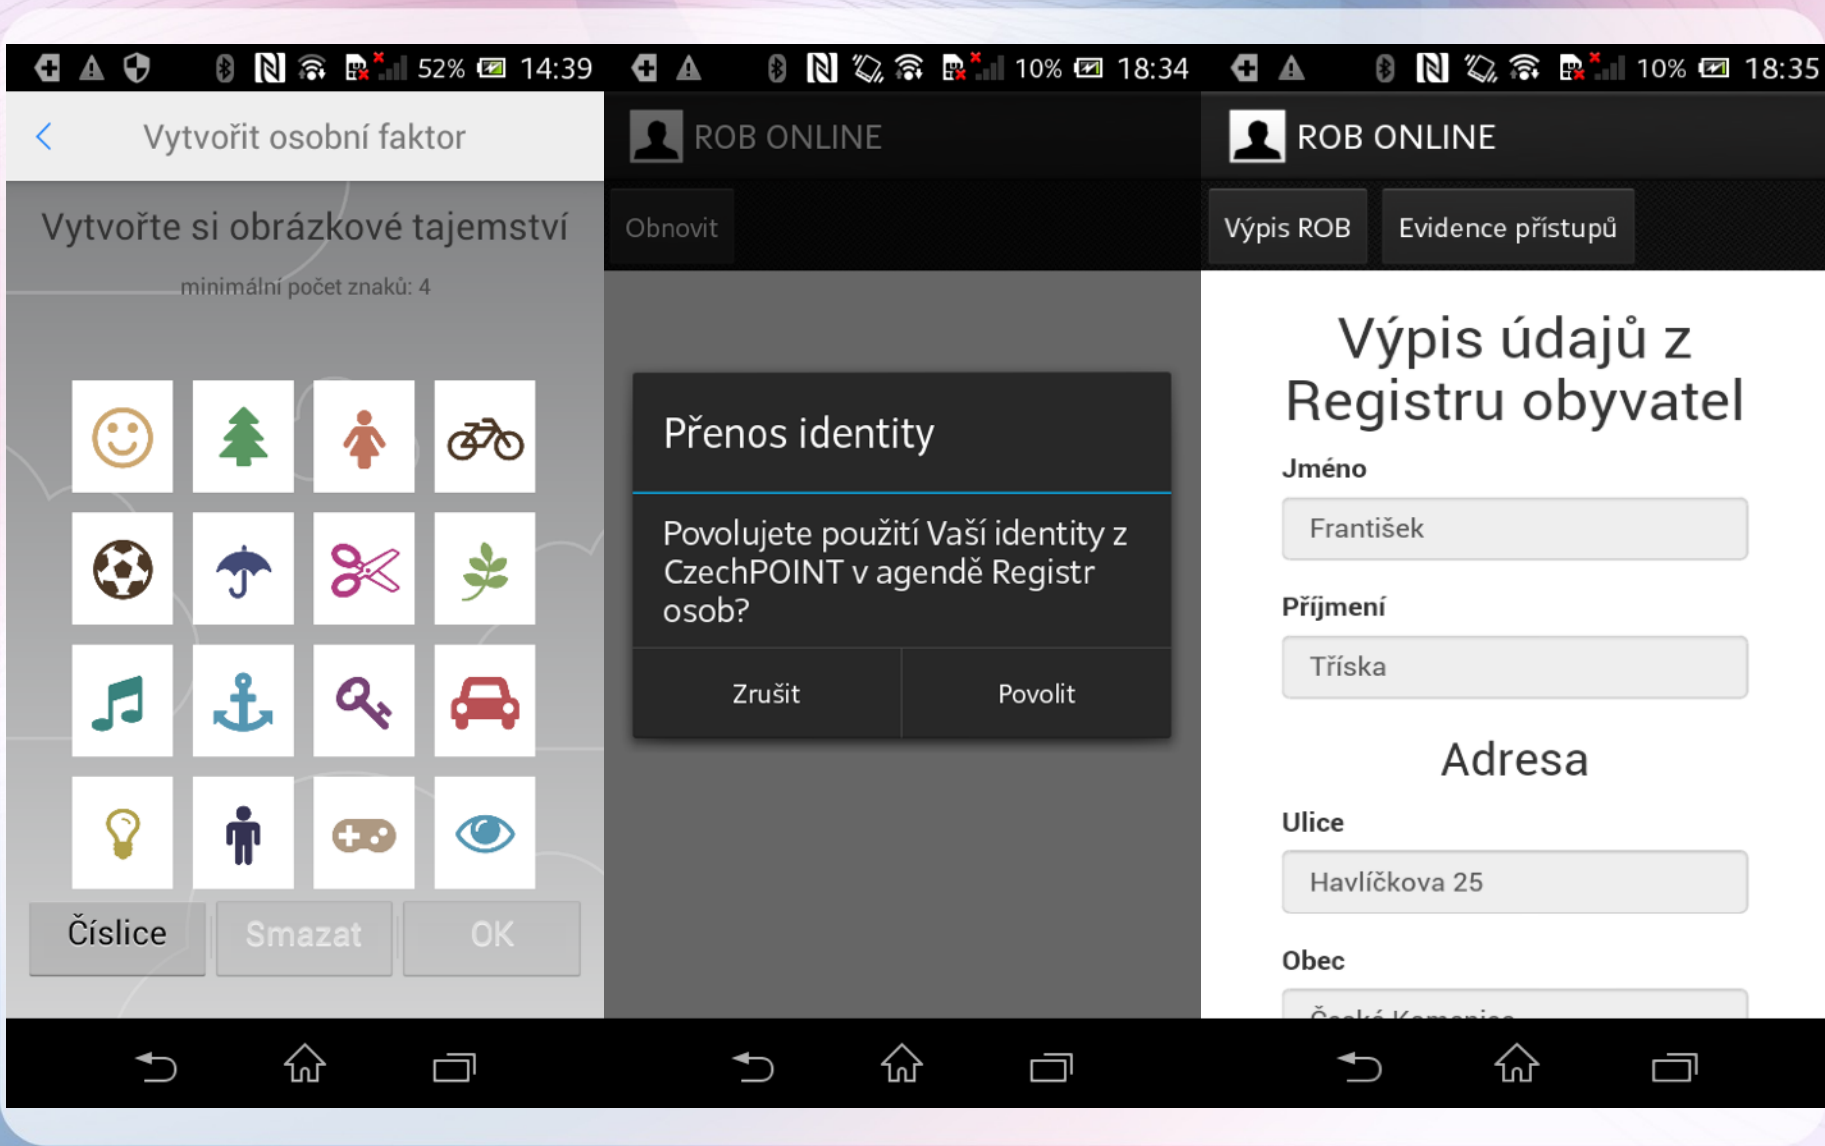 52% 14:39
Vytvořit osobní faktor
Vytvořte si obrázkové tajemství
minimální počet znaků: 4
Číslice
Smazat
OK
10% 18:34
ROB ONLINE
Obnovit
Přenos identity
Povolujete použití Vaší identity z
CzechPOINT v agendě Registr
osob?
Zrušit
Povolit
10% 18:35
ROB ONLINE
Výpis ROB
Evidence přístupů
Výpis údajů z
Registru obyvatel
Jméno
František
Příjmení
Tříska
Adresa
Ulice
Havlíčkova 25
Obec
Česká Kamenice